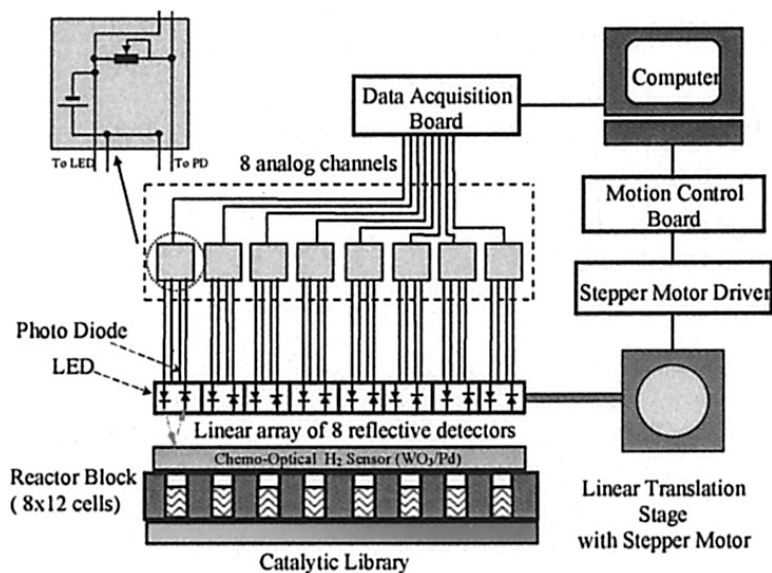 To LED
To PD
8 analog channels
Data Acquisition
Board
Computer
Motion Control
Board
Stepper Motor Driver
Photo Diode
LED
Linear array of 8 reflective detectors
Chemo-Optical H₂ Sensor (WO₃/Pd)
Reactor Block
( 8x12 cells)
Catalytic Library
Linear Translation
Stage
with Stepper Motor